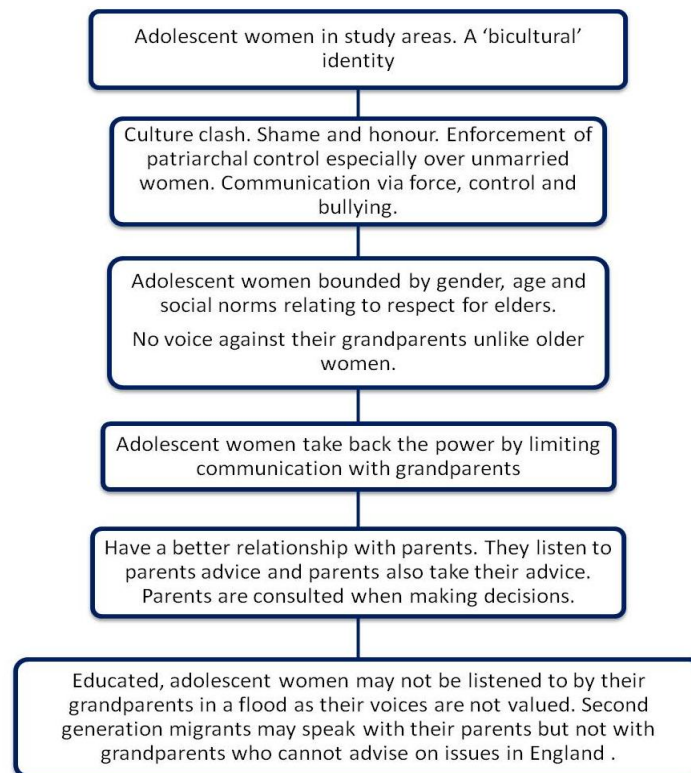 Adolescent women in study areas. A ‘bicultural’
identity
Culture clash. Shame and honour. Enforcement of
patriarchal control especially over unmarried
women. Communication via force, control and
bullying.
Adolescent women bounded by gender, age and
social norms relating to respect for elders.
No voice against their grandparents unlike older
women.
Adolescent women take back the power by limiting
communication with grandparents
Have a better relationship with parents. They listen to
parents advice and parents also take their advice.
Parents are consulted when making decisions.
Educated, adolescent women may not be listened to by their
grandparents in a flood as their voices are not valued. Second
generation migrants may speak with their parents but not with
grandparents who cannot advise on issues in England .